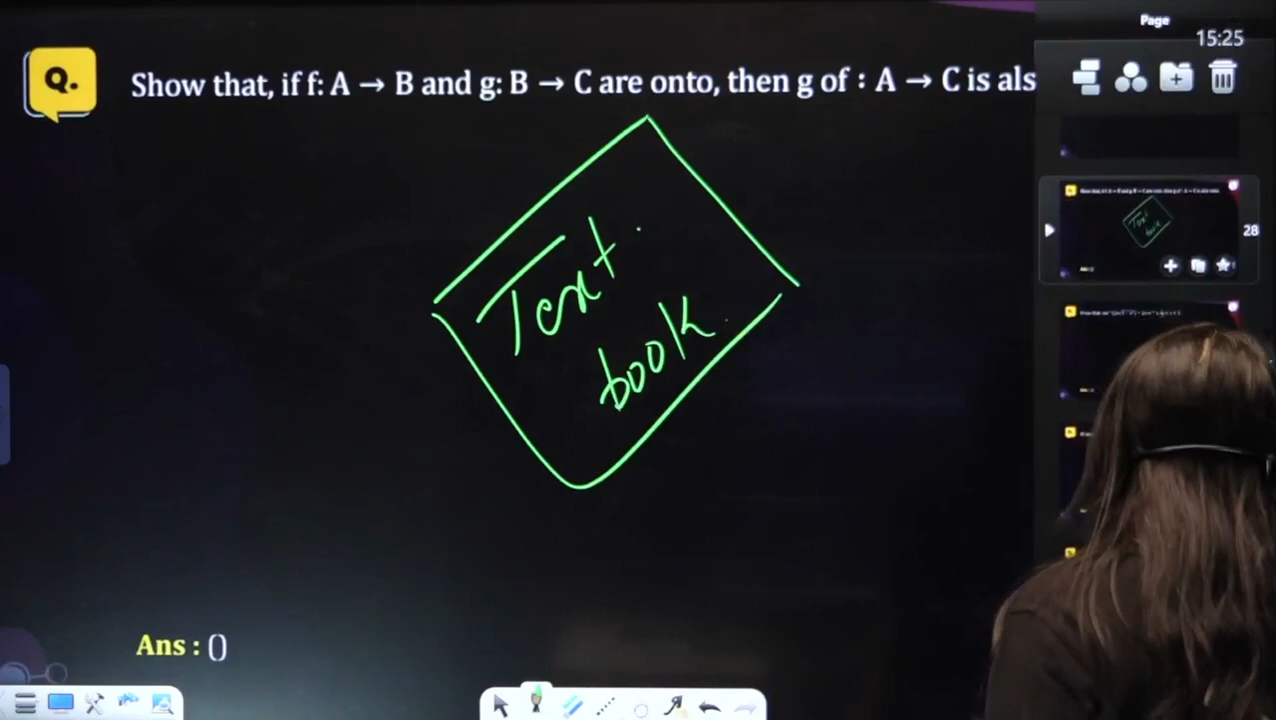 Page
15:25
Q.
Show that, if f: A → B and g: B → C are onto, then g of : A → C is als
28
Text
book
Ans : ()